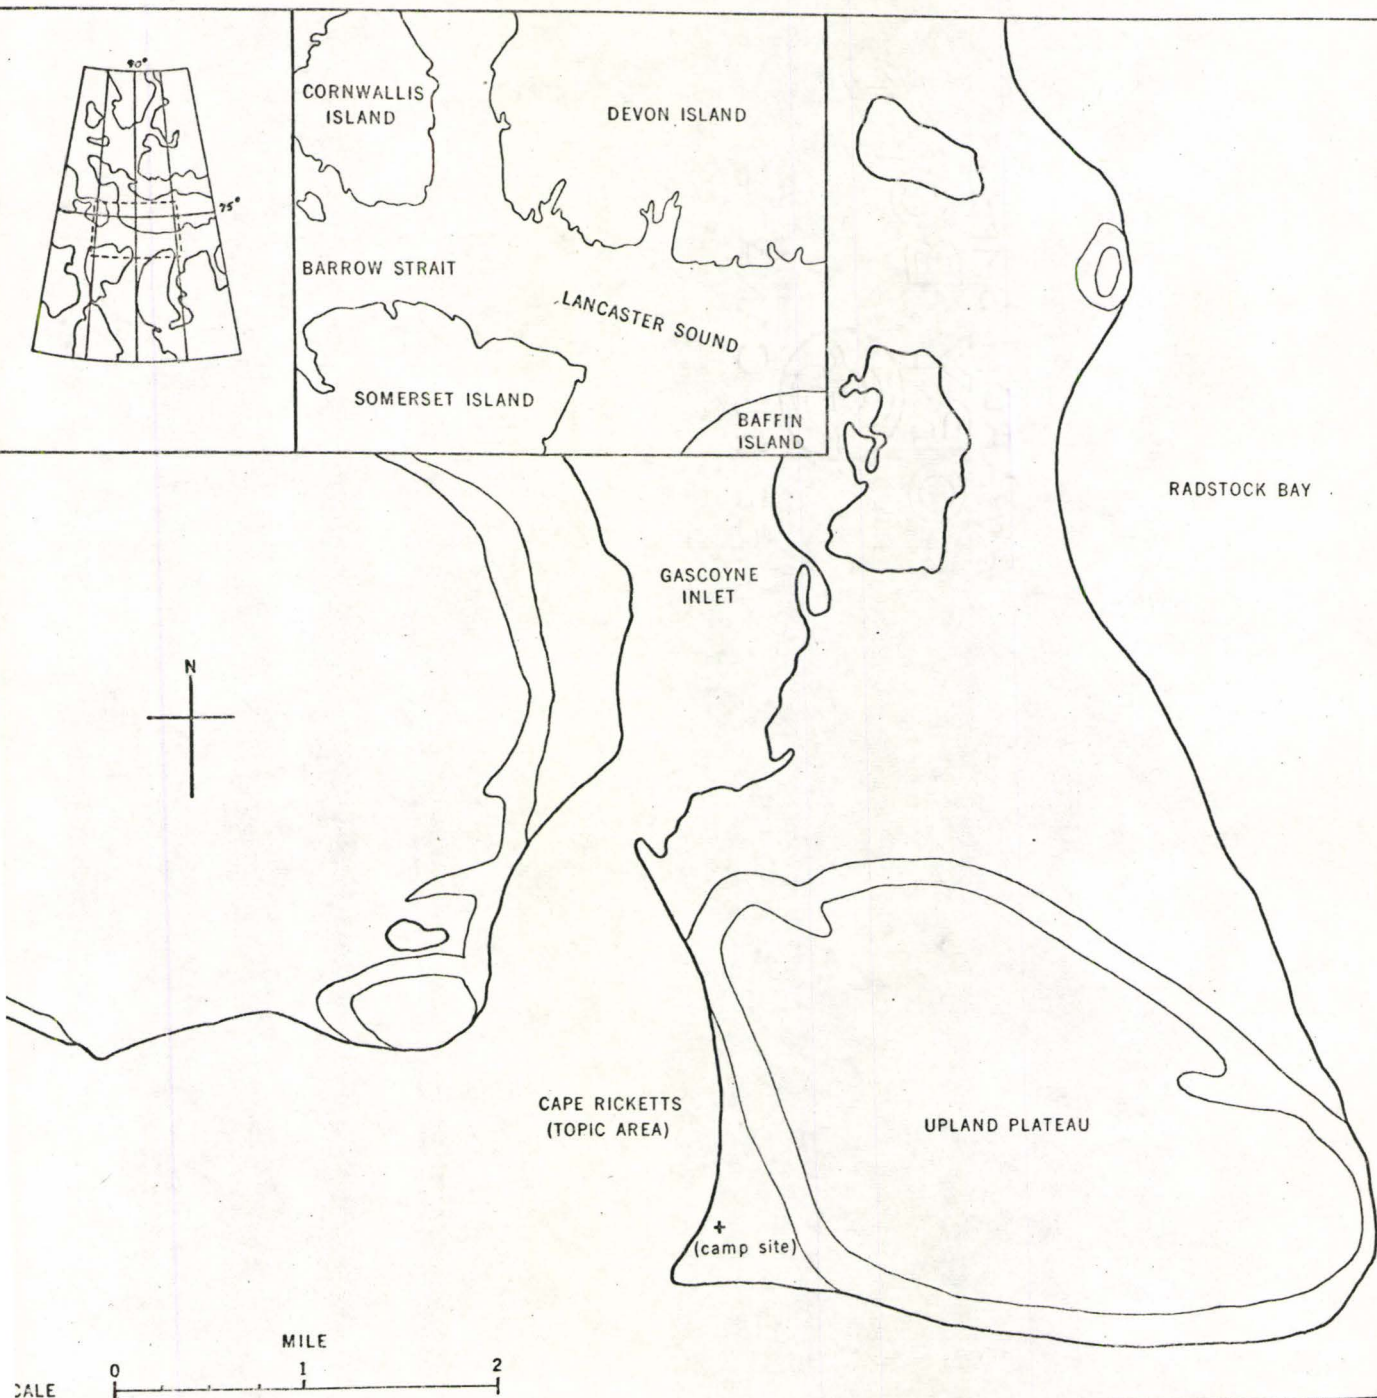 90°
75°
CORNWALLIS
ISLAND
DEVON ISLAND
BARROW STRAIT
LANCASTER SOUND
SOMERSET ISLAND
BAFFIN
ISLAND
RADSTOCK BAY
GASCOYNE
INLET
N
CAPE RICKETTS
(TOPIC AREA)
UPLAND PLATEAU
+
(camp site)
MILE
0 1 2
CALE